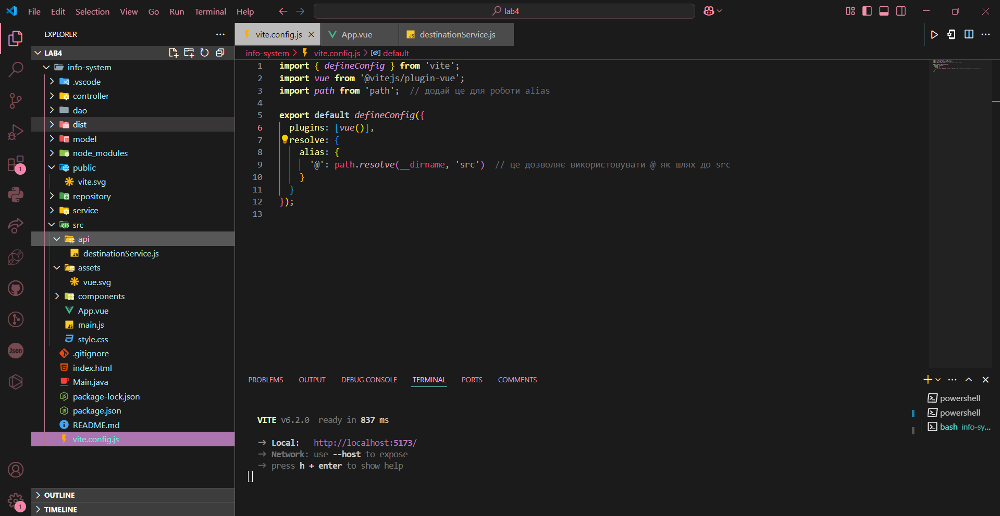 File Edit Selection View Go Run Terminal Help
lab4
EXPLORER
LAB4
info-system
.vscode
controller
dao
dist
model
node_modules
public
vite.svg
repository
service
src
api
destinationService.js
assets
vue.svg
components
App.vue
main.js
style.css
.gitignore
index.html
Main.java
package-lock.json
package.json
README.md
vite.config.js
OUTLINE
TIMELINE
1
Json
1
vite.config.js App.vue destinationService.js
info-system > vite.config.js > default
1 import { defineConfig } from 'vite';
2 import vue from '@vitejs/plugin-vue';
3 import path from 'path';  // додай це для роботи alias
4
5 export default defineConfig({
6 plugins: [vue()],
7 resolve: {
8 alias: {
9 '@': path.resolve(__dirname, 'src')  // це дозволяє використовувати @ як шлях до src
10 }
11 }
12 });
13
PROBLEMS OUTPUT DEBUG CONSOLE TERMINAL PORTS COMMENTS
VITE v6.2.0  ready in 837 ms
➜ Local: http://localhost:5173/
➜ Network: use --host to expose
➜ press h + enter to show help
powershell
powershell
bash info-sy...